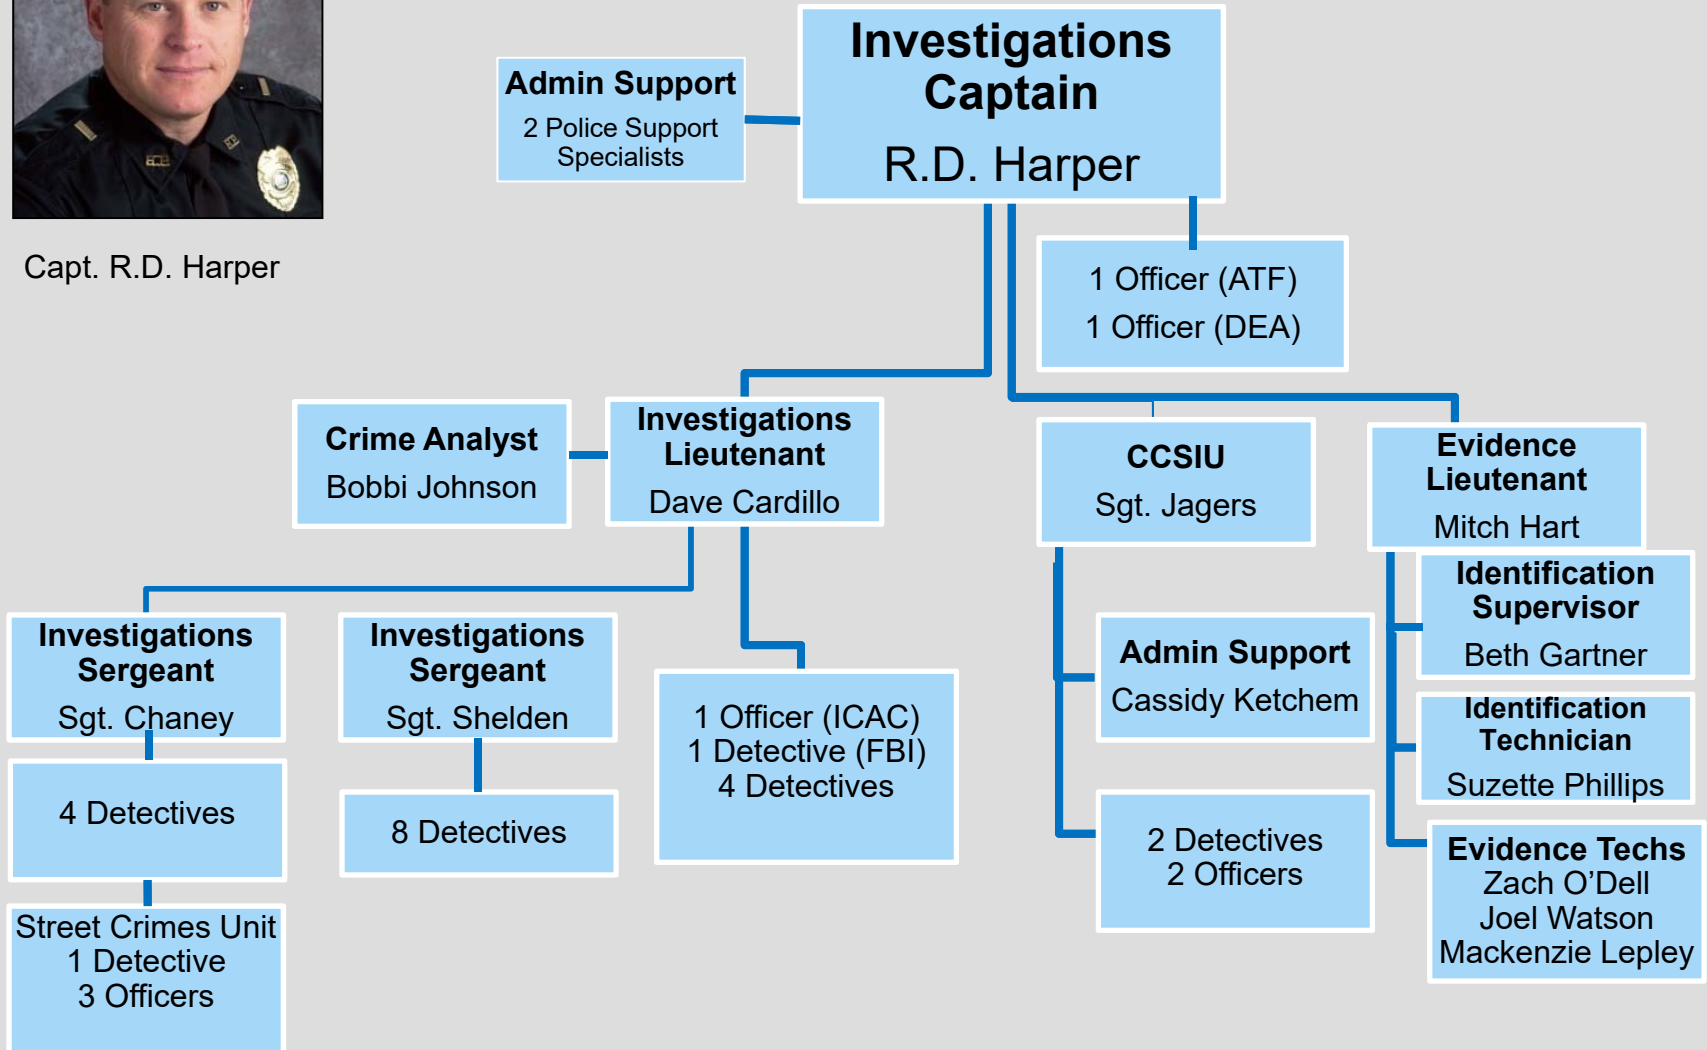 Capt. R.D. Harper
Investigations
Captain
R.D. Harper
Admin Support
2 Police Support
Specialists
1 Officer (ATF)
1 Officer (DEA)
Crime Analyst
Bobbi Johnson
Investigations
Lieutenant
Dave Cardillo
CCSIU
Sgt. Jagers
Evidence
Lieutenant
Mitch Hart
Investigations
Sergeant
Sgt. Chaney
4 Detectives
Street Crimes Unit
1 Detective
3 Officers
Investigations
Sergeant
Sgt. Shelden
8 Detectives
1 Officer (ICAC)
1 Detective (FBI)
4 Detectives
Admin Support
Cassidy Ketchem
2 Detectives
2 Officers
Identification
Supervisor
Beth Gartner
Identification
Technician
Suzette Phillips
Evidence Techs
Zach O’Dell
Joel Watson
Mackenzie Lepley